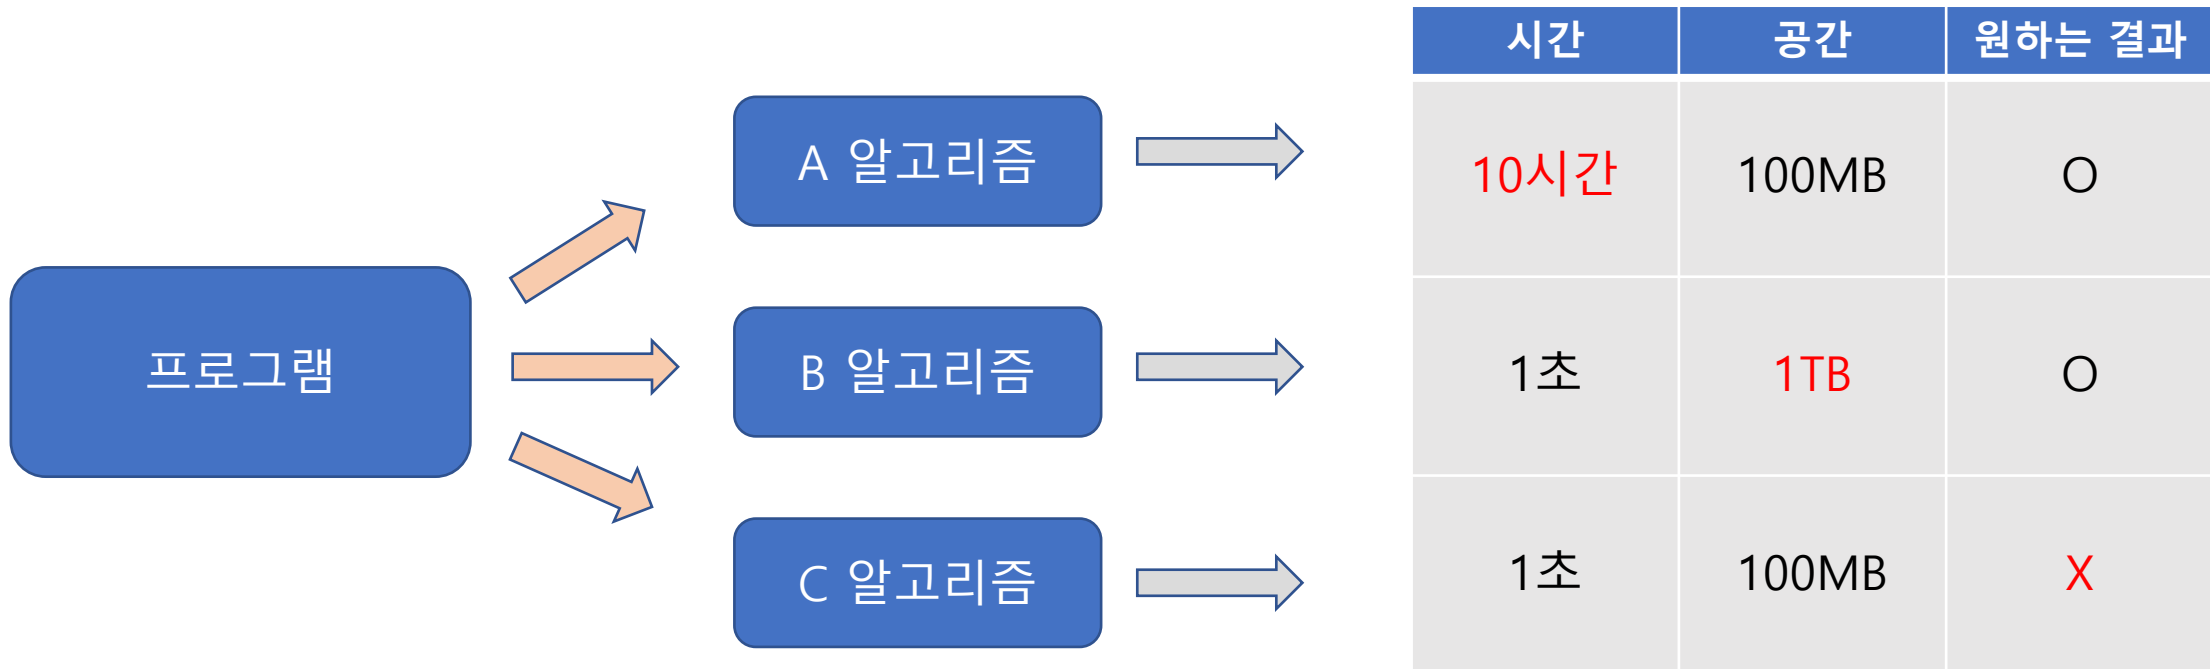 시간 공간 원하는 결과
A 알고리즘
10시간 100MB O
프로그램
B 알고리즘
1초 1TB O
C 알고리즘
1초 100MB X